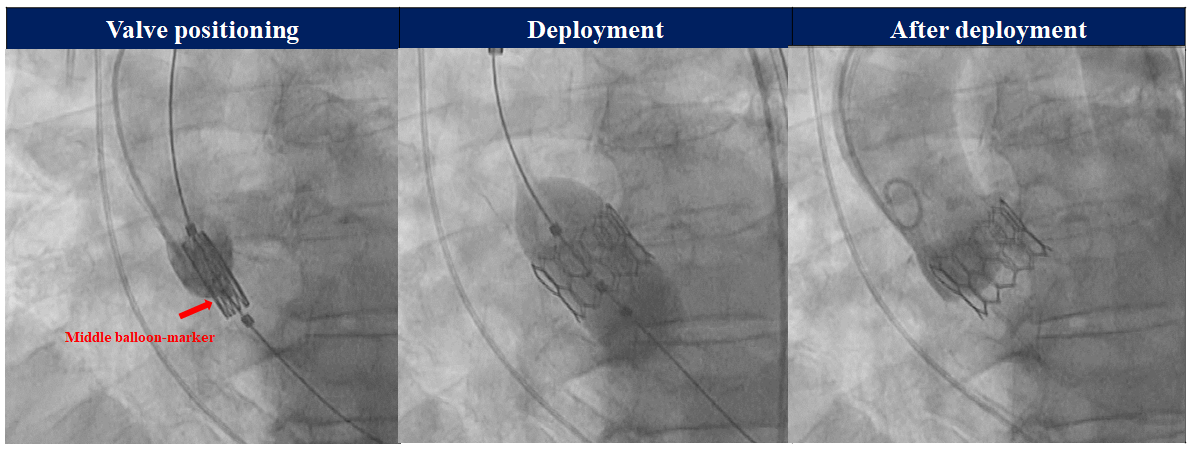 Valve positioning
Deployment
After deployment
Middle balloon-marker